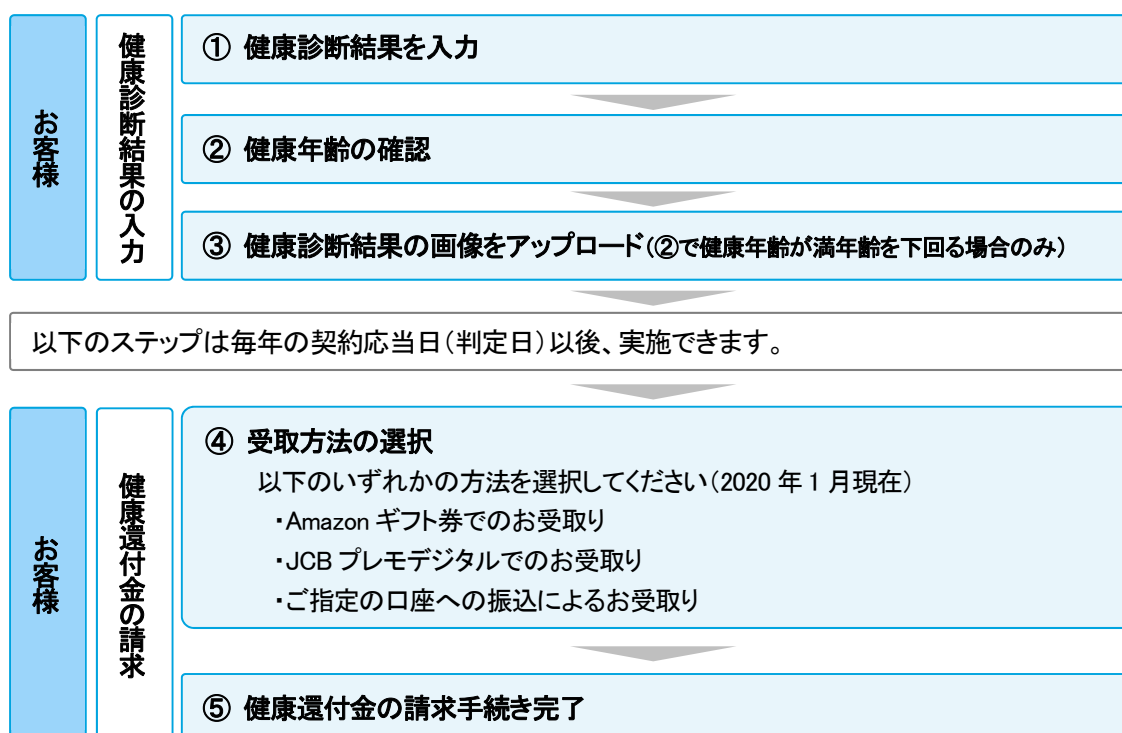 お客様
健康診断結果の入力
① 健康診断結果を入力
② 健康年齢の確認
③ 健康診断結果の画像をアップロード(②で健康年齢が満年齢を下回る場合のみ)
以下のステップは毎年の契約応当日(判定日)以後、実施できます。
お客様
健康還付金の請求
④ 受取方法の選択
以下のいずれかの方法を選択してください(2020 年 1 月現在)
・Amazon ギフト券でのお受取り
・JCB プレモデジタルでのお受取り
・ご指定の口座への振込によるお受取り
⑤ 健康還付金の請求手続き完了